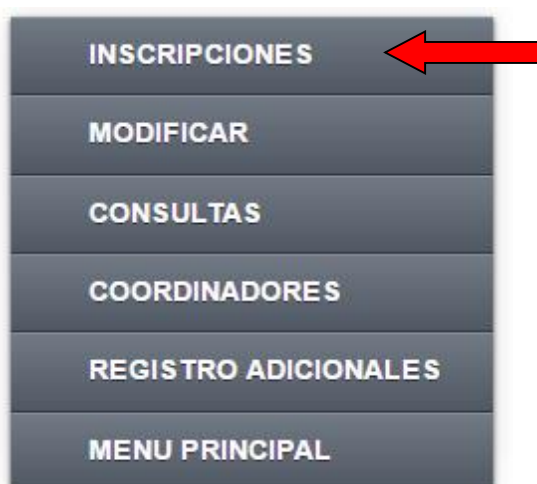 INSCRIPCIONES
MODIFICAR
CONSULTAS
COORDINADORES
REGISTRO ADICIONALES
MENU PRINCIPAL